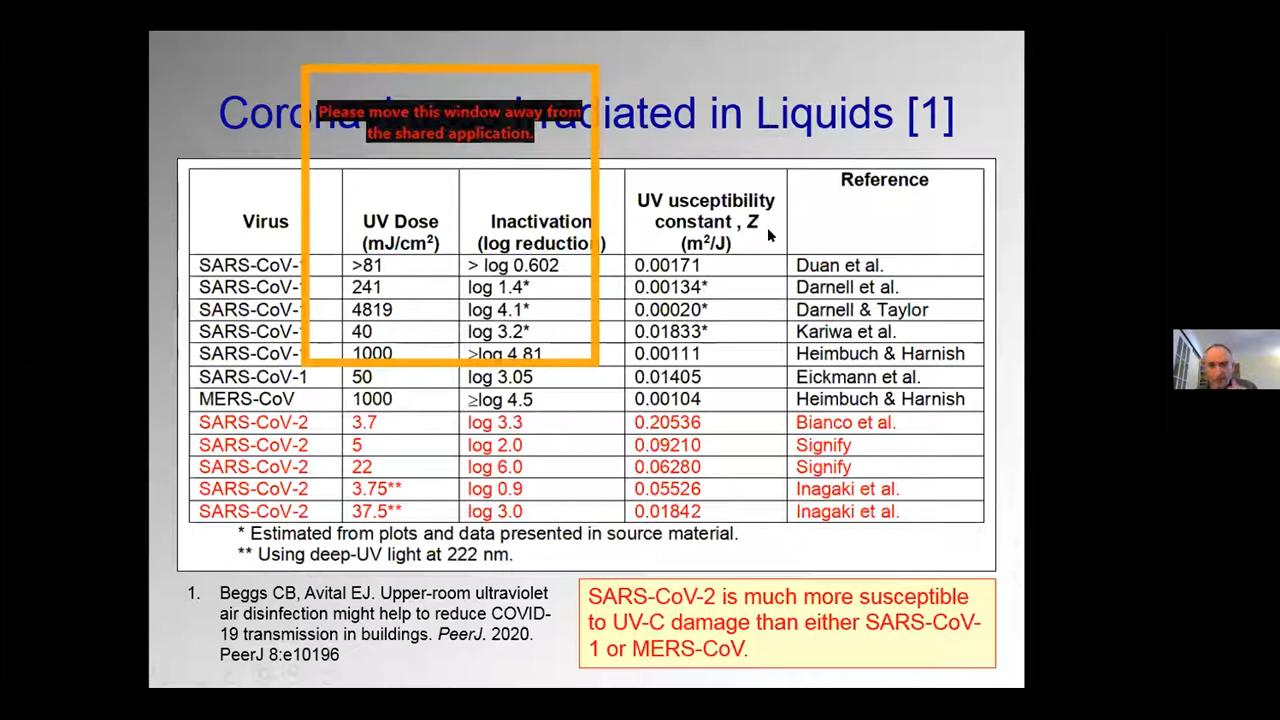 Please move this window away from
the shared application.
in Liquids [1]
Virus UV Dose (mJ/cm²) Inactivation (log reduction) UV usceptibility constant , Z (m²/J) Reference
SARS-CoV-1 >81 > log 0.602 0.00171 Duan et al.
SARS-CoV-1 241 log 1.4* 0.00134* Darnell et al.
SARS-CoV-1 4819 log 4.1* 0.00020* Darnell & Taylor
SARS-CoV-1 40 log 3.2* 0.01833* Kariwa et al.
SARS-CoV-1 1000 ≥log 4.81 0.00111 Heimbuch & Harnish
SARS-CoV-1 50 log 3.05 0.01405 Eickmann et al.
MERS-CoV 1000 ≥log 4.5 0.00104 Heimbuch & Harnish
SARS-CoV-2 3.7 log 3.3 0.20536 Bianco et al.
SARS-CoV-2 5 log 2.0 0.09210 Signify
SARS-CoV-2 22 log 6.0 0.06280 Signify
SARS-CoV-2 3.75** log 0.9 0.05526 Inagaki et al.
SARS-CoV-2 37.5** log 3.0 0.01842 Inagaki et al.
* Estimated from plots and data presented in source material.
** Using deep-UV light at 222 nm.
1. Beggs CB, Avital EJ. Upper-room ultraviolet
air disinfection might help to reduce COVID-
19 transmission in buildings. PeerJ. 2020.
PeerJ 8:e10196
SARS-CoV-2 is much more susceptible
to UV-C damage than either SARS-CoV-
1 or MERS-CoV.